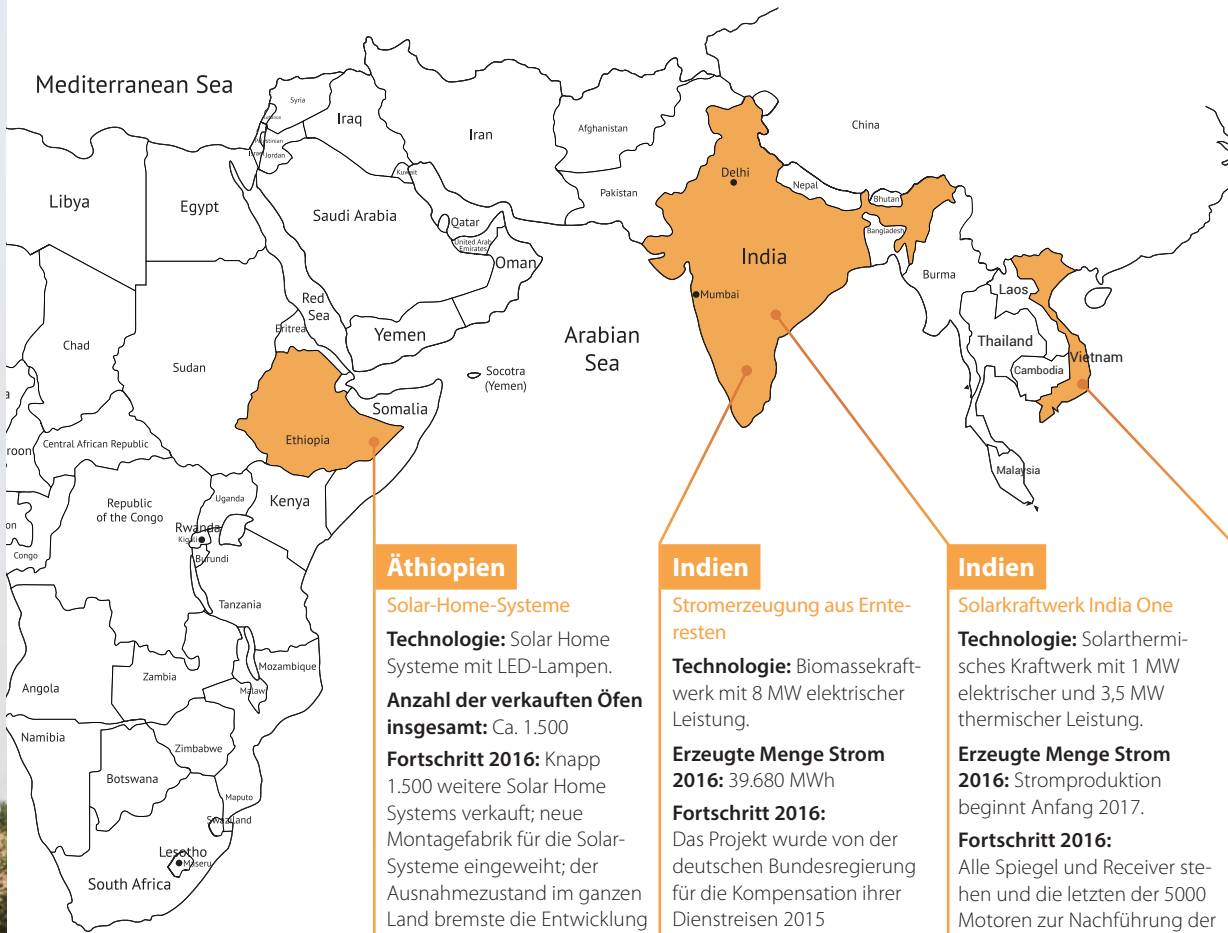 Mediterranean Sea
Syria
Iraq
Iran
Afghanistan
China
Jordan
Kuwait
Pakistan
Delhi
Nepal
Bhutan
Libya
Egypt
Saudi Arabia
Qatar
United Arab
Emirates
Oman
India
Bangladesh
Burma
Laos
Mumbai
Red
Sea
Eritrea
Yemen
Arabian
Sea
Thailand
Vietnam
Cambodia
Chad
Sudan
Socotra
(Yemen)
Somalia
Ethiopia
Central African Republic
roon
Malaysia
Republic
of the Congo
Uganda
Kenya
Rwanda
Kigali
Burundi
on
Congo
Tanzania
Mozambique
Angola
Zambia
Malaw
Namibia
Zimbabwe
Botswana
Maputo
Swaziland
Lesotho
Maseru
South Africa
Äthiopien
Solar-Home-Systeme
Technologie: Solar Home
Systeme mit LED-Lampen.
Anzahl der verkauften Öfen
insgesamt: Ca. 1.500
Fortschritt 2016: Knapp
1.500 weitere Solar Home
Systems verkauft; neue
Montagefabrik für die Solar-
Systeme eingeweiht; der
Ausnahmezustand im ganzen
Land bremste die Entwicklung
Indien
Stromerzeugung aus Ernte-
resten
Technologie: Biomassekraft-
werk mit 8 MW elektrischer
Leistung.
Erzeugte Menge Strom
2016: 39.680 MWh
Fortschritt 2016:
Das Projekt wurde von der
deutschen Bundesregierung
für die Kompensation ihrer
Dienstreisen 2015
Indien
Solarkraftwerk India One
Technologie: Solarthermi-
sches Kraftwerk mit 1 MW
elektrischer und 3,5 MW
thermischer Leistung.
Erzeugte Menge Strom
2016: Stromproduktion
beginnt Anfang 2017.
Fortschritt 2016:
Alle Spiegel und Receiver ste-
hen und die letzten der 5000
Motoren zur Nachführung der